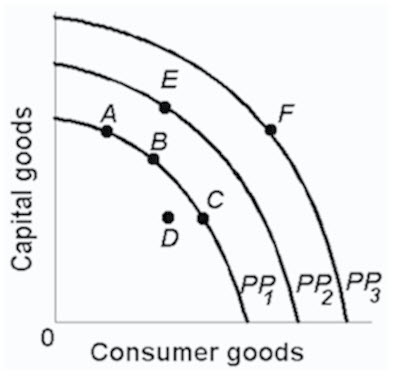 E
F
A
B
C
D
Capital goods
PP1
PP2
PP3
0
Consumer goods